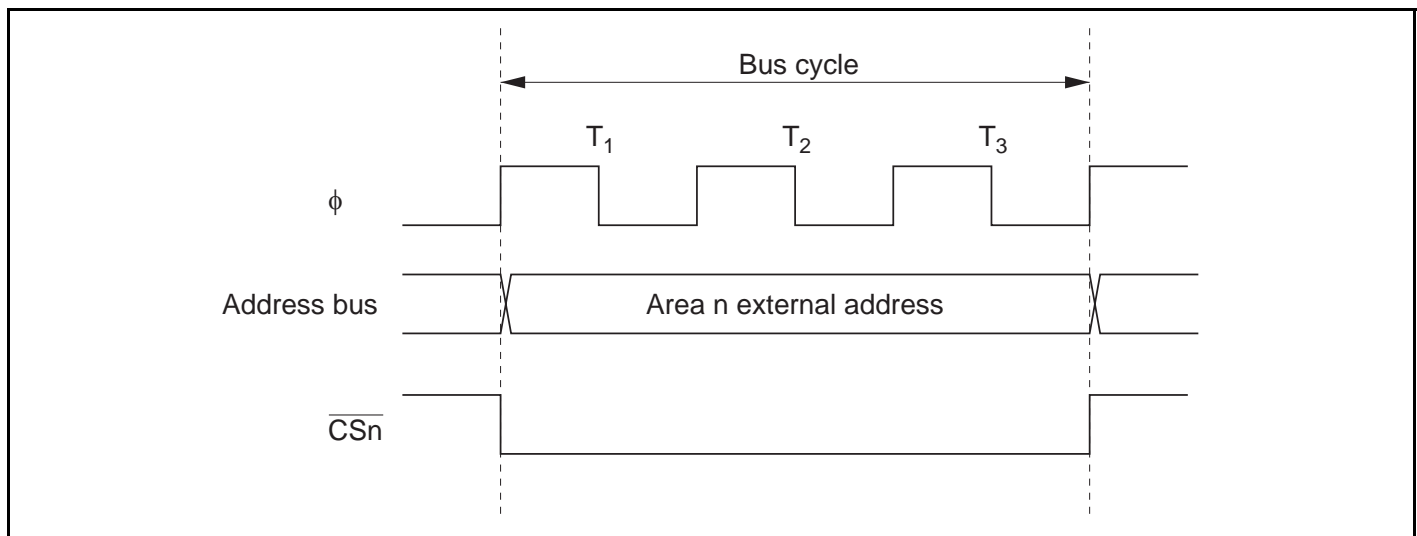 Bus cycle
T1 T2 T3
ϕ
Address bus Area n external address
CSn